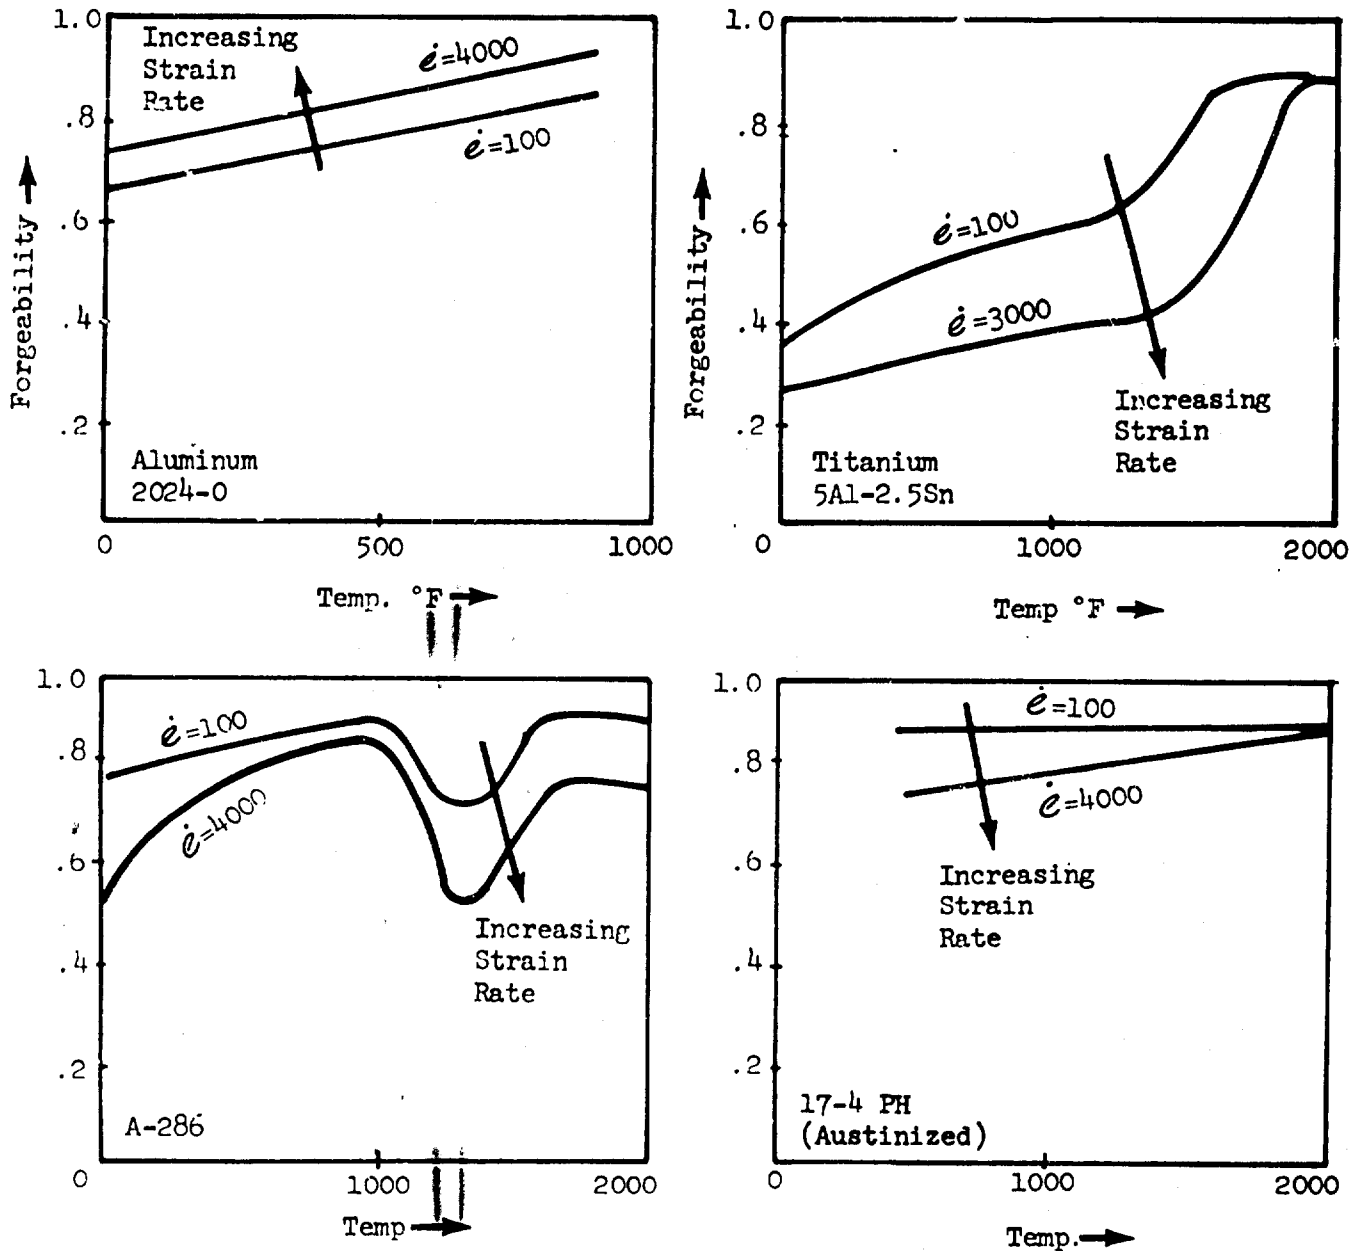 1.0
Increasing
Strain
Rate
ė=4000
.8
ė=100
.6
.4
.2
Forgeability
Aluminum
2024-0
0
500
1000
Temp. °F
1.0
.8
ė=100
.6
.4
ė=3000
.2
Forgeability
Increasing
Strain
Rate
Titanium
5Al-2.5Sn
0
1000
2000
Temp °F
1.0
ė=100
.8
ė=4000
.6
.4
Increasing
Strain
Rate
.2
A-286
0
1000
2000
Temp
1.0
ė=100
.8
ė=4000
.6
Increasing
Strain
Rate
.4
.2
17-4 PH
(Austinized)
0
1000
2000
Temp.